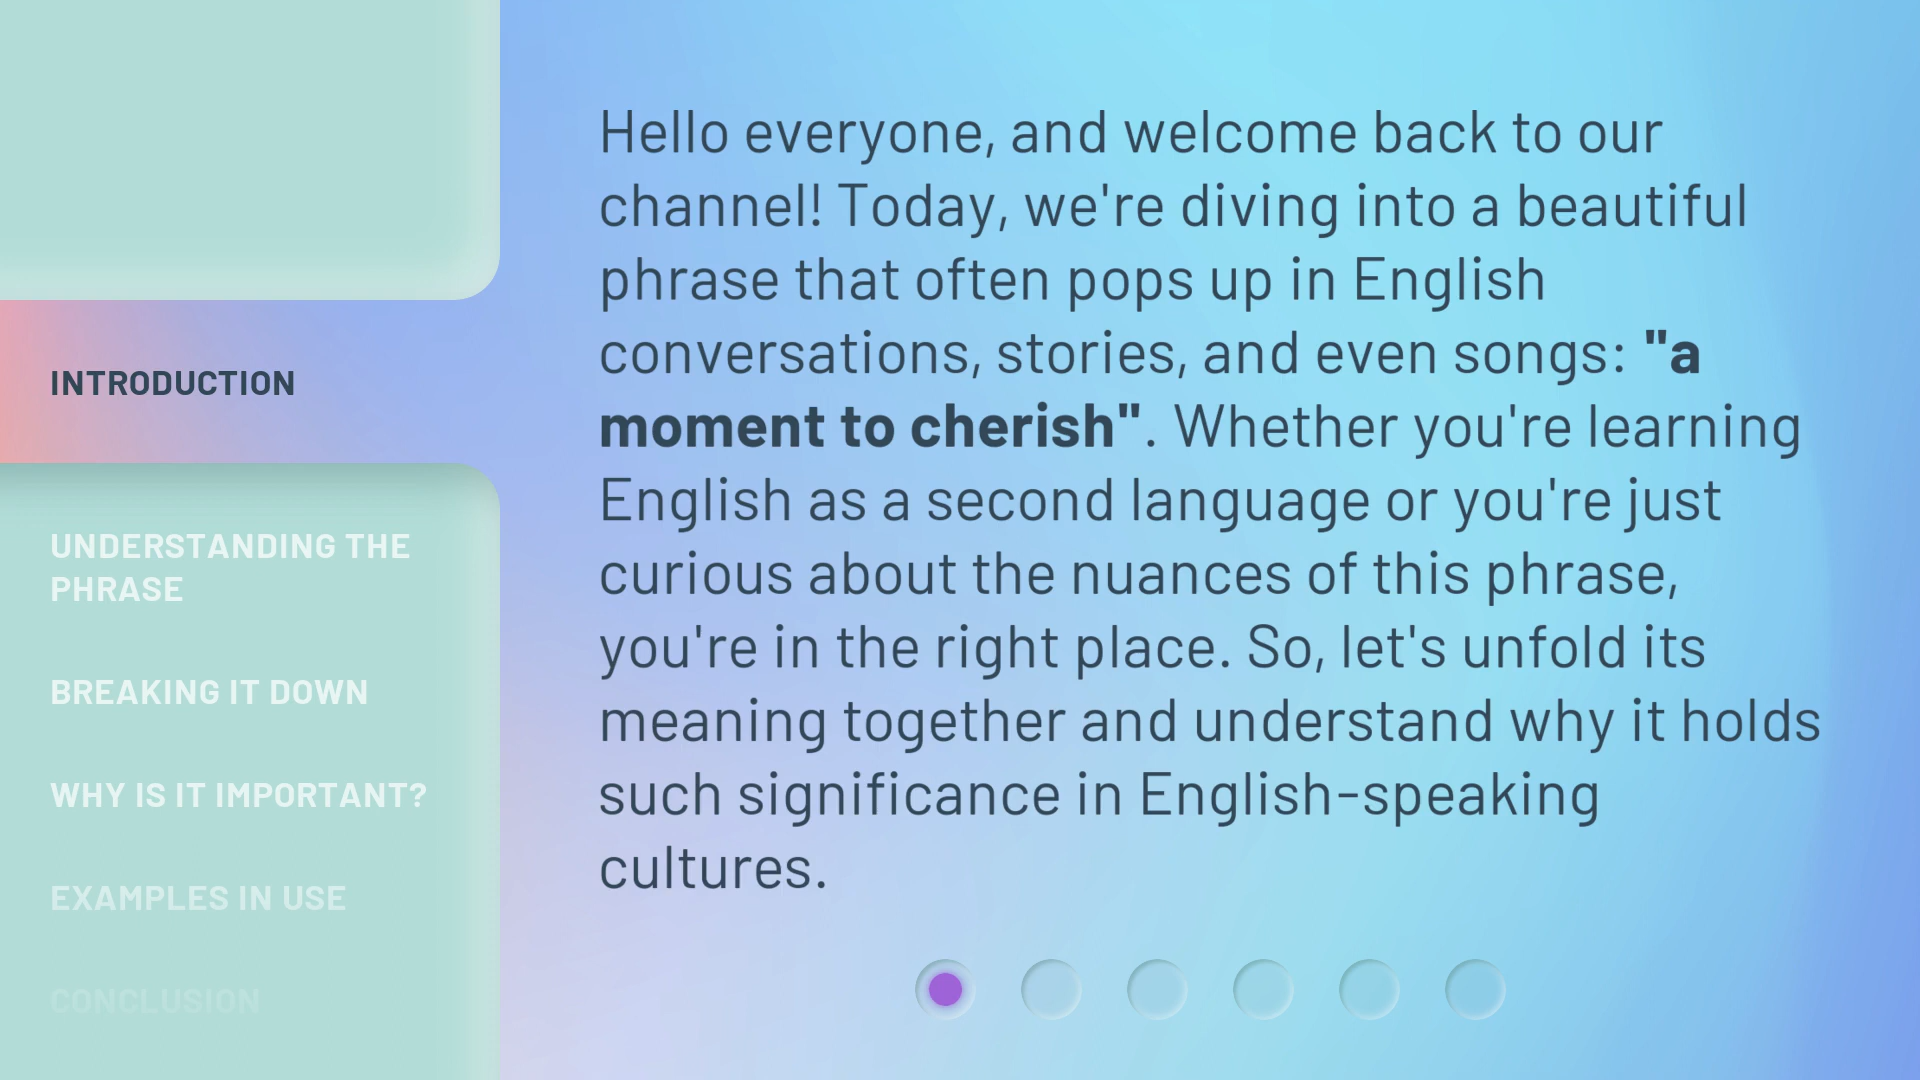 INTRODUCTION
UNDERSTANDING THE
PHRASE
BREAKING IT DOWN
WHY IS IT IMPORTANT?
EXAMPLES IN USE
CONCLUSION
Hello everyone, and welcome back to our
channel! Today, we're diving into a beautiful
phrase that often pops up in English
conversations, stories, and even songs: "a
moment to cherish". Whether you're learning
English as a second language or you're just
curious about the nuances of this phrase,
you're in the right place. So, let's unfold its
meaning together and understand why it holds
such significance in English-speaking
cultures.